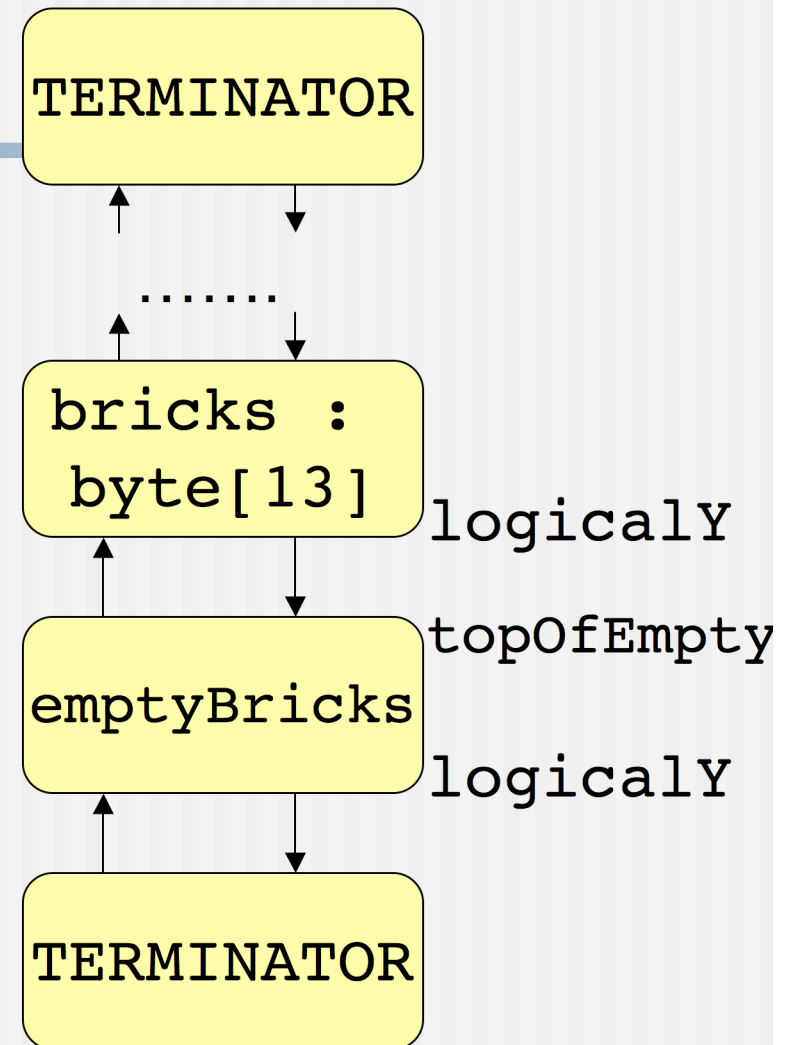 TERMINATOR
.......
bricks :
byte[13]
logicalY
topOfEmpty
emptyBricks
logicalY
TERMINATOR